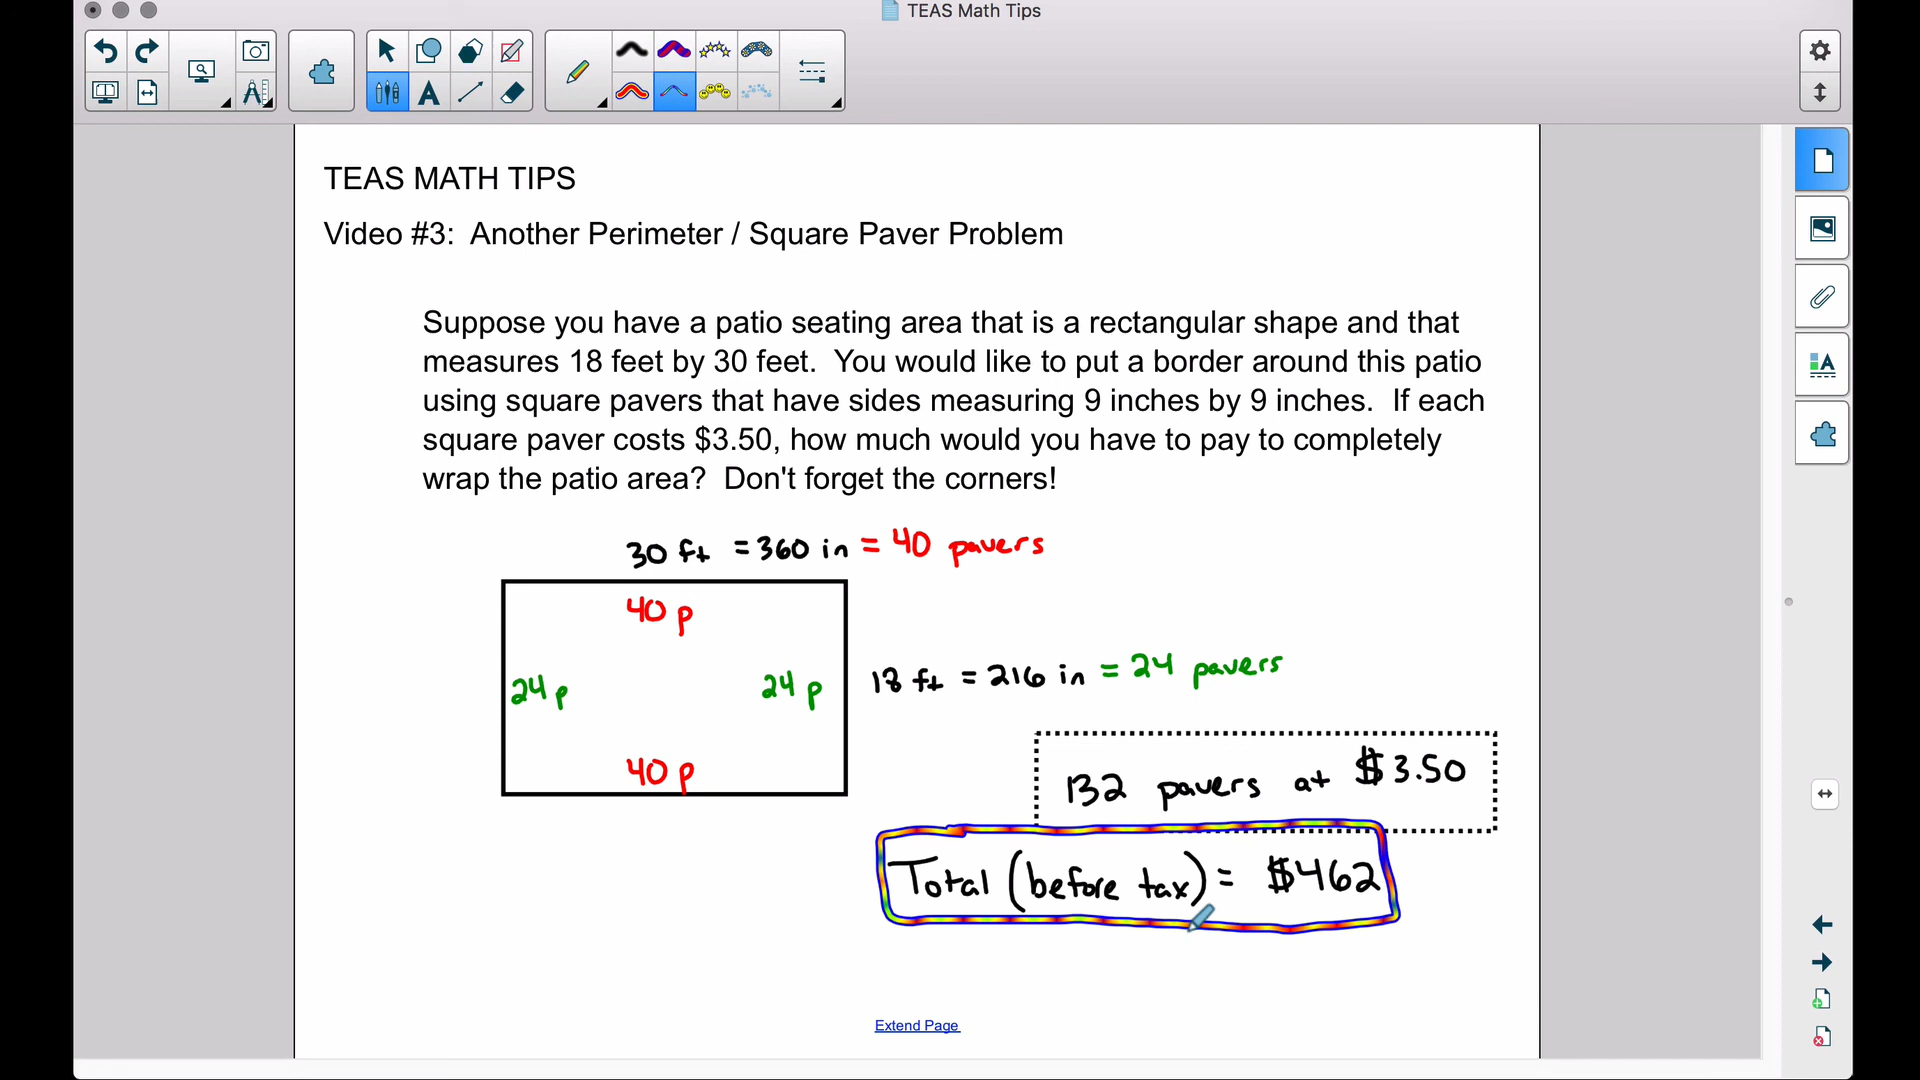 TEAS Math Tips
TEAS MATH TIPS
Video #3: Another Perimeter / Square Paver Problem
Suppose you have a patio seating area that is a rectangular shape and that
measures 18 feet by 30 feet. You would like to put a border around this patio
using square pavers that have sides measuring 9 inches by 9 inches. If each
square paver costs $3.50, how much would you have to pay to completely
wrap the patio area? Don't forget the corners!
30 ft = 360 in = 40 pavers
40 p
24 p 24 p
18 ft = 216 in = 24 pavers
40 p
132 pavers at $3.50
Total (before tax) = $462
Extend Page